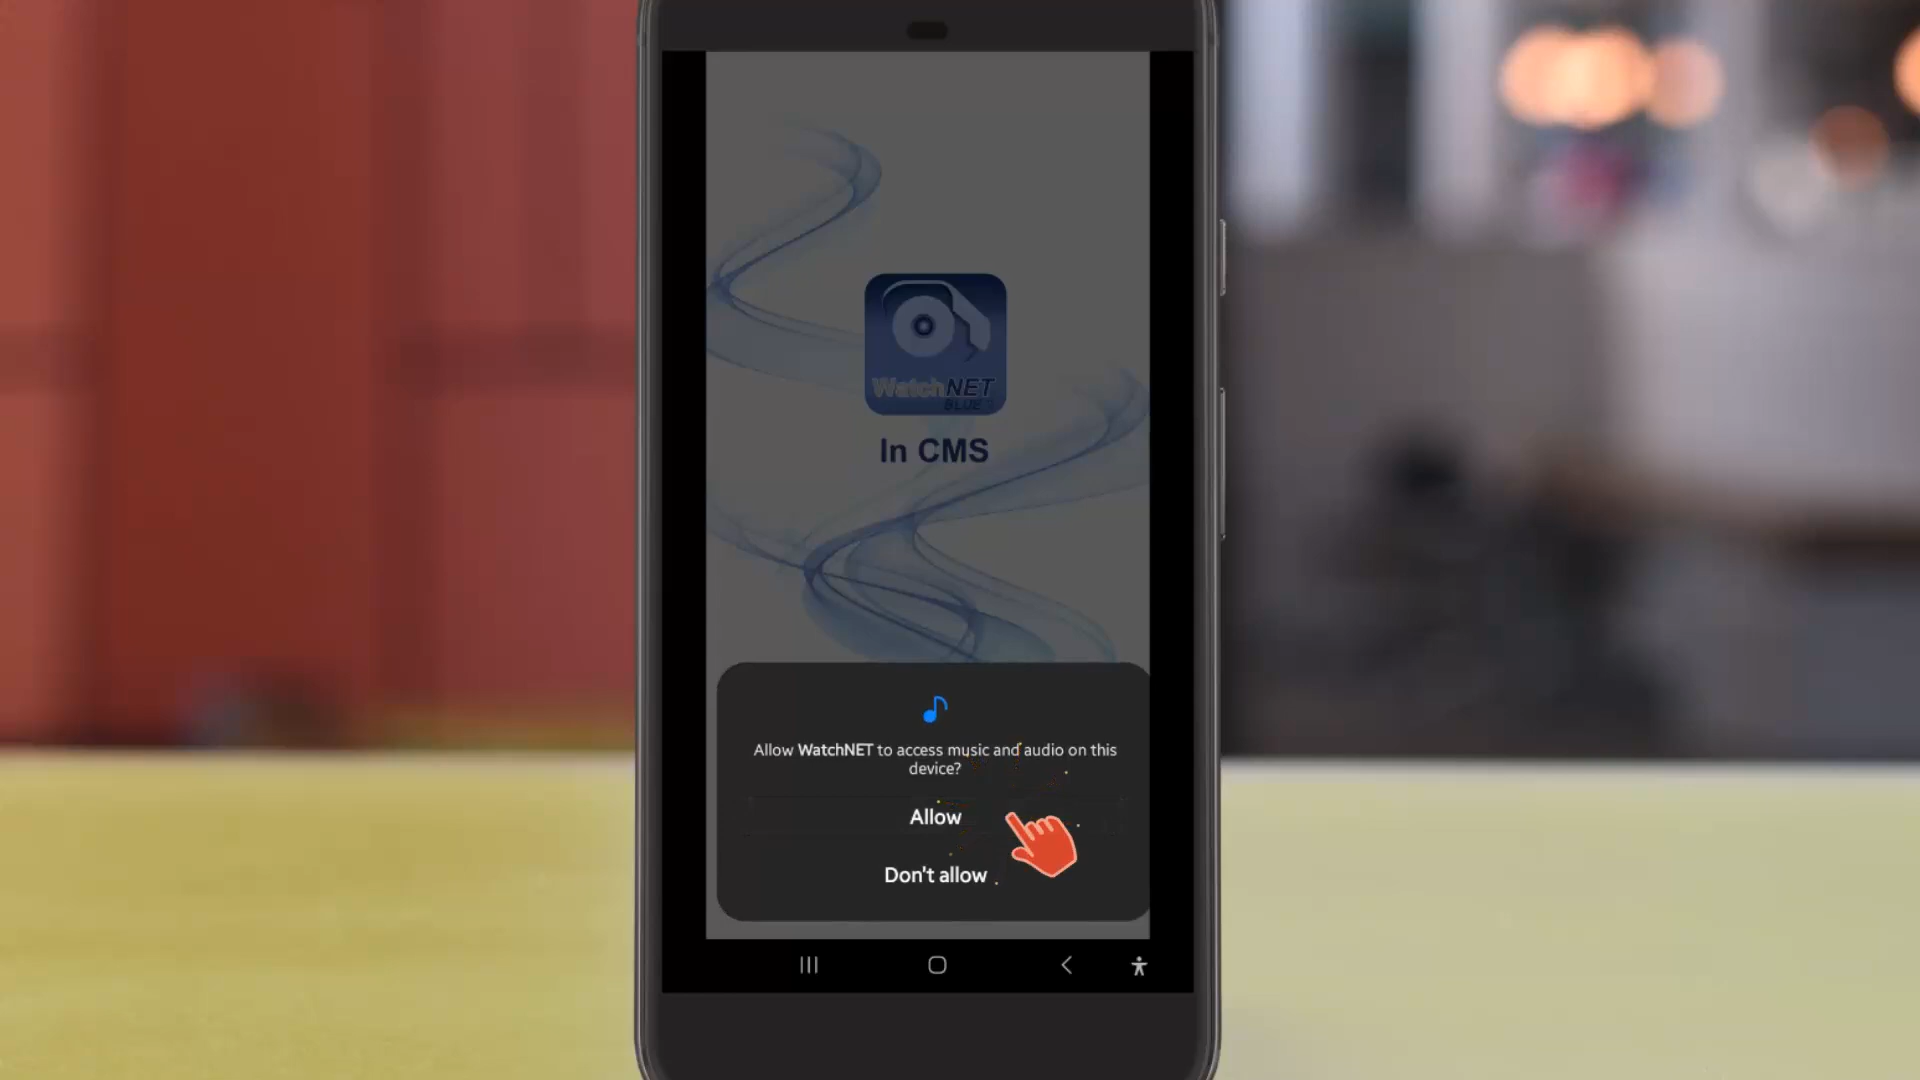 WatchNET
BLUE
In CMS
Allow WatchNET to access music and audio on this
device?
Allow
Don't allow